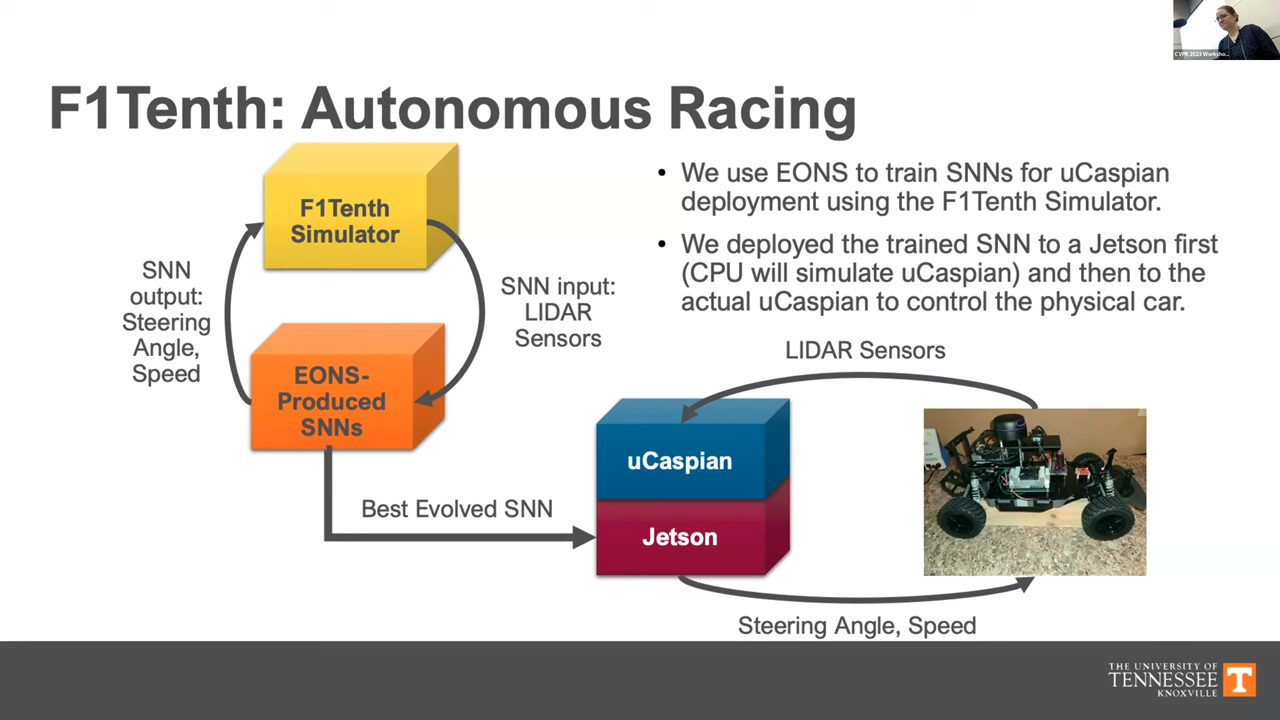 CVPR 2023 Worksho...
F1Tenth: Autonomous Racing
F1Tenth
Simulator
SNN
output:
Steering
Angle,
Speed
SNN input:
LIDAR
Sensors
EONS-
Produced
SNNs
Best Evolved SNN
• We use EONS to train SNNs for uCaspian
deployment using the F1Tenth Simulator.
• We deployed the trained SNN to a Jetson first
(CPU will simulate uCaspian) and then to the
actual uCaspian to control the physical car.
LIDAR Sensors
uCaspian
Jetson
Steering Angle, Speed
THE UNIVERSITY OF
TENNESSEE
KNOXVILLE
T